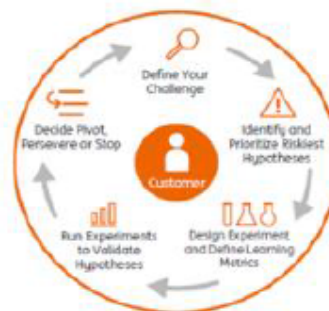 Define Your
Challenge
Identify and
Prioritize Riskiest
Hypotheses
Design Experiment
and Define Learning
Metrics
Run Experiments
to Validate
Hypotheses
Decide Pivot,
Persevere or Stop
Customer